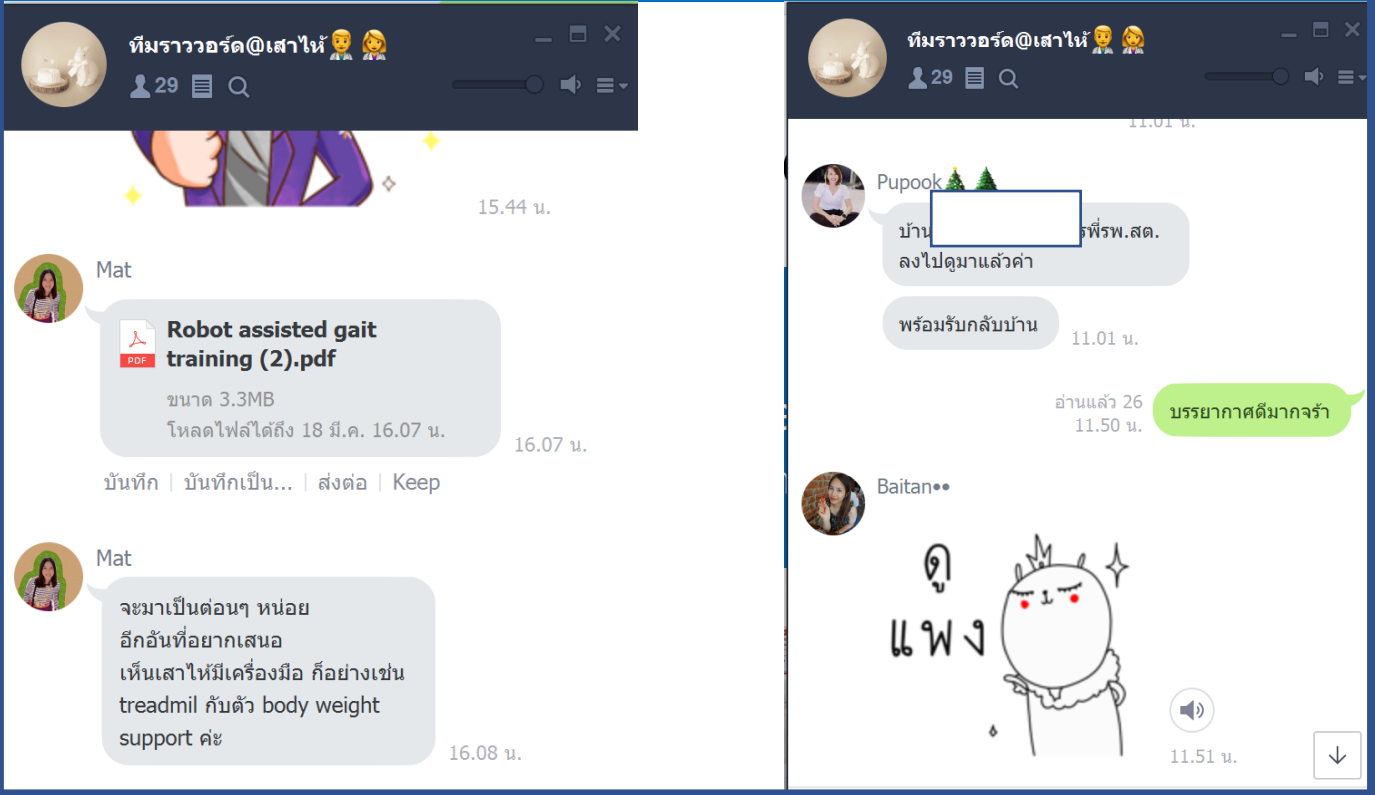 ทีมราววอร์ด@เสาไห้👨‍⚕️👩‍⚕️
29
15.44 น.
Mat
Robot assisted gait
training (2).pdf
PDF
ขนาด 3.3MB
โหลดไฟล์ได้ถึง 18 มี.ค. 16.07 น.
16.07 น.
บันทึก | บันทึกเป็น... | ส่งต่อ | Keep
Mat
จะมาเป็นต่อนๆ หน่อย
อีกอันที่อยากเสนอ
เห็นเสาไห้มีเครื่องมือ ก็อย่างเช่น
treadmil กับตัว body weight
support ค่ะ
16.08 น.
ทีมราววอร์ด@เสาไห้👨‍⚕️👩‍⚕️
29
11.01 น.
Pupook🎄🌲
บ้าน รพี่รพ.สต.
ลงไปดูมาแล้วค่า
พร้อมรับกลับบ้าน
11.01 น.
อ่านแล้ว 26
11.50 น.
บรรยากาศดีมากจร้า
Baitan••
ดู
แพง
11.51 น.